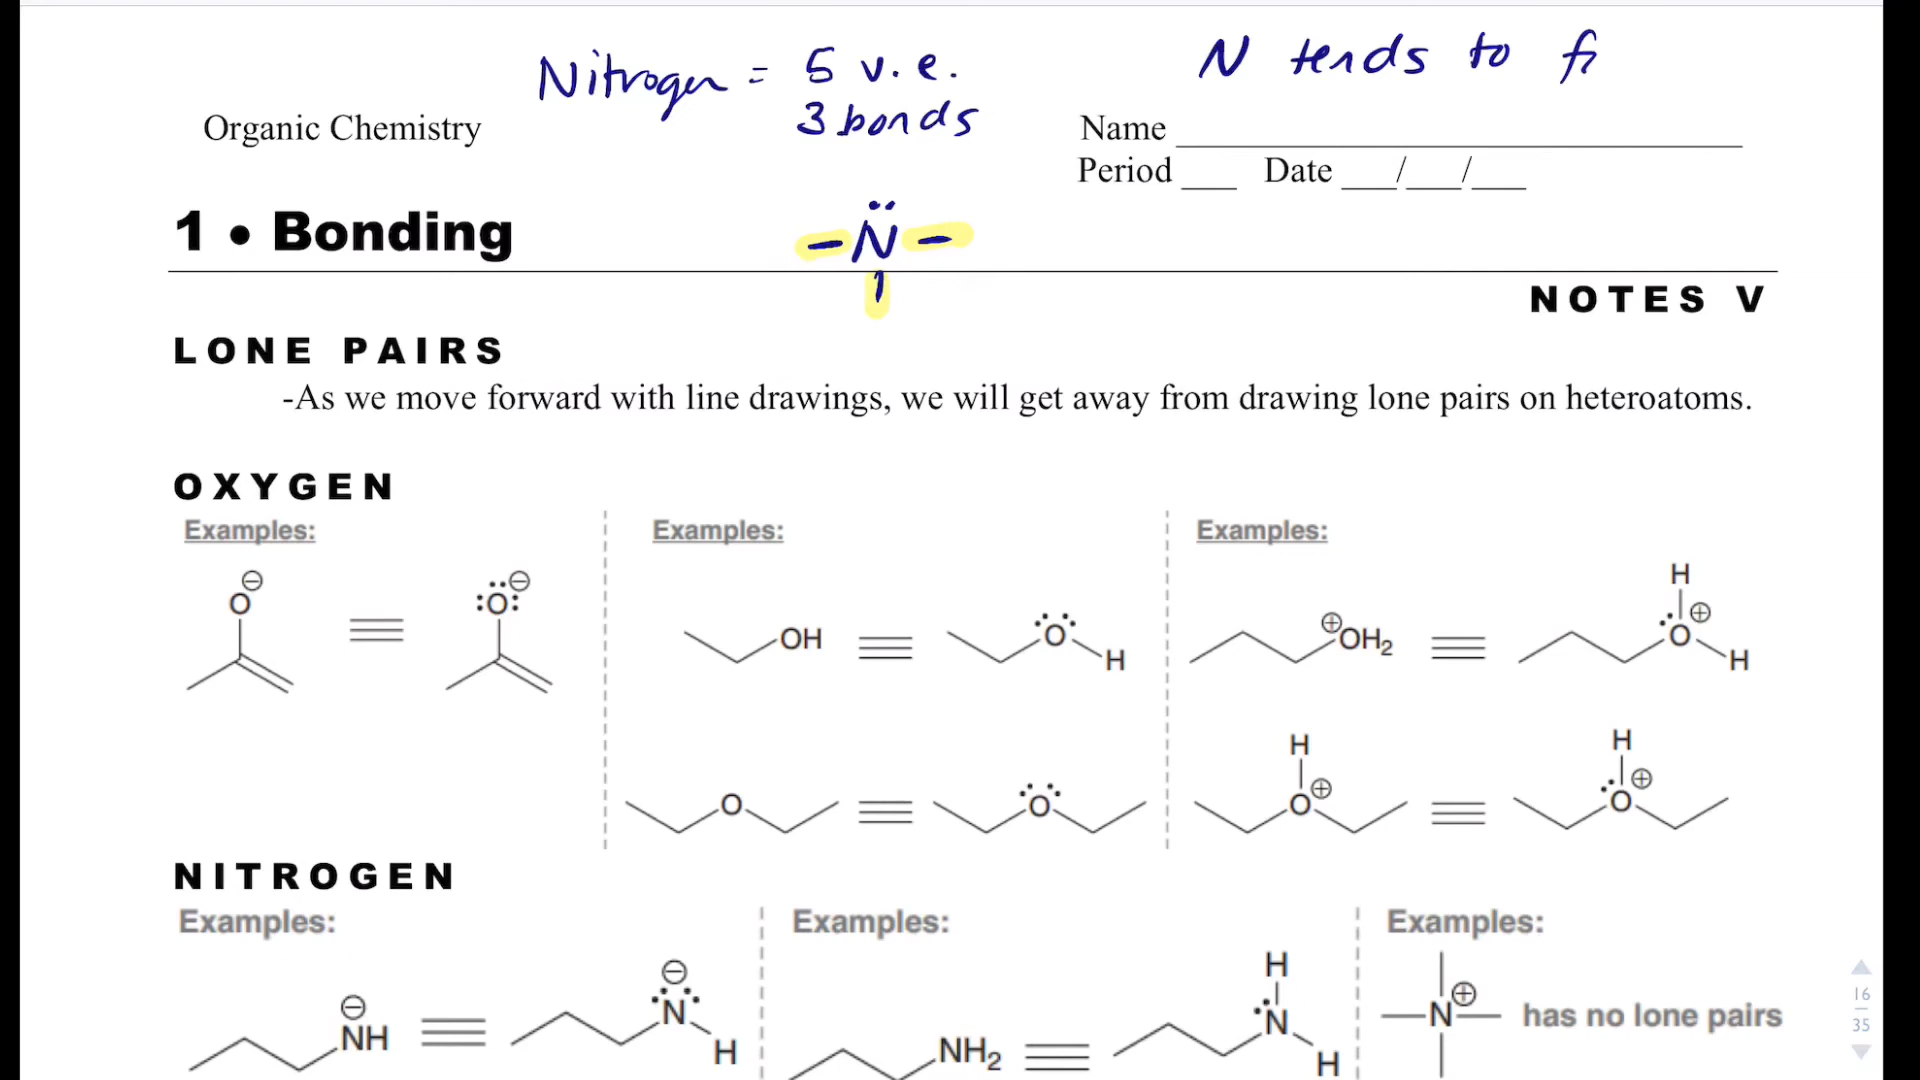 Nitrogen = 5 v.e.
3 bonds
N tends to f
Organic Chemistry
Name
Period Date / /
1 • Bonding
-N̈-
NOTES V
LONE PAIRS
-As we move forward with line drawings, we will get away from drawing lone pairs on heteroatoms.
OXYGEN
Examples: Examples: Examples:
O⊖ :O:⊖
OH O H
⊕OH₂ H O⊕ H
O O
H O⊕ H O⊕
NITROGEN
Examples: Examples: Examples:
⊖NH ⊖N H
NH₂ H N H
N⊕ has no lone pairs
16
35